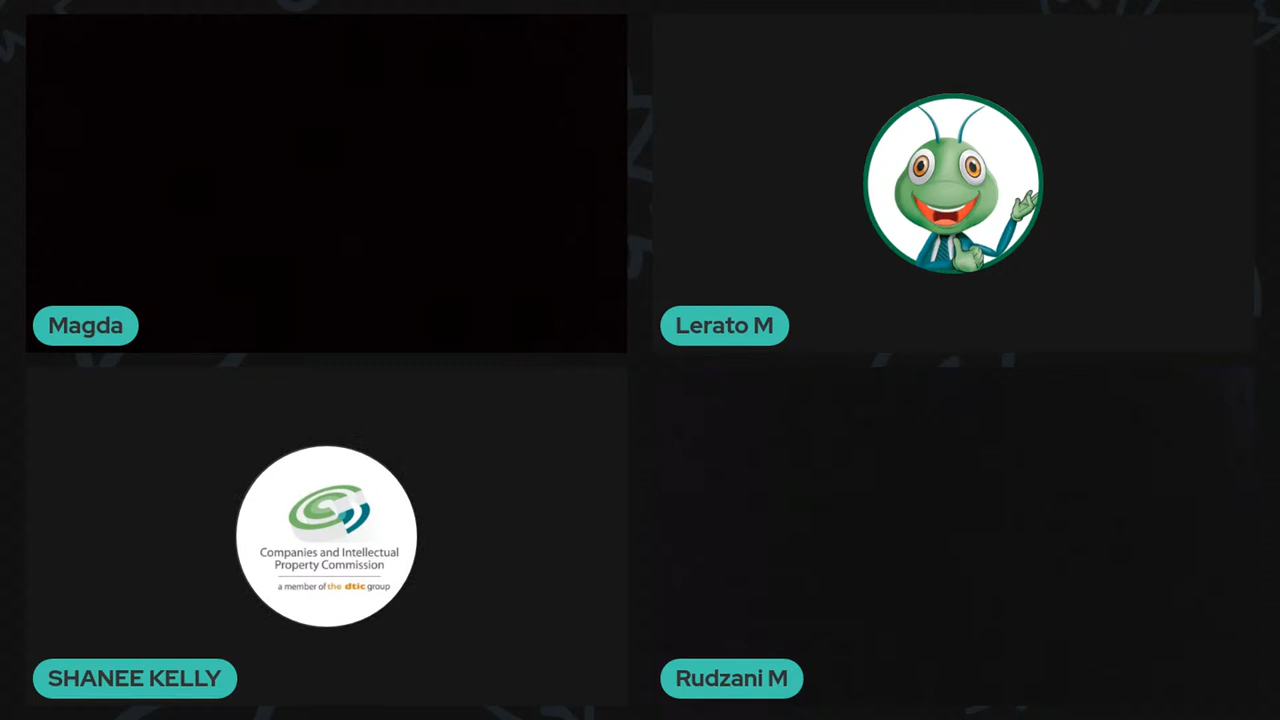 Magda
Lerato M
Companies and Intellectual
Property Commission
a member of the dtic group
SHANEE KELLY
Rudzani M